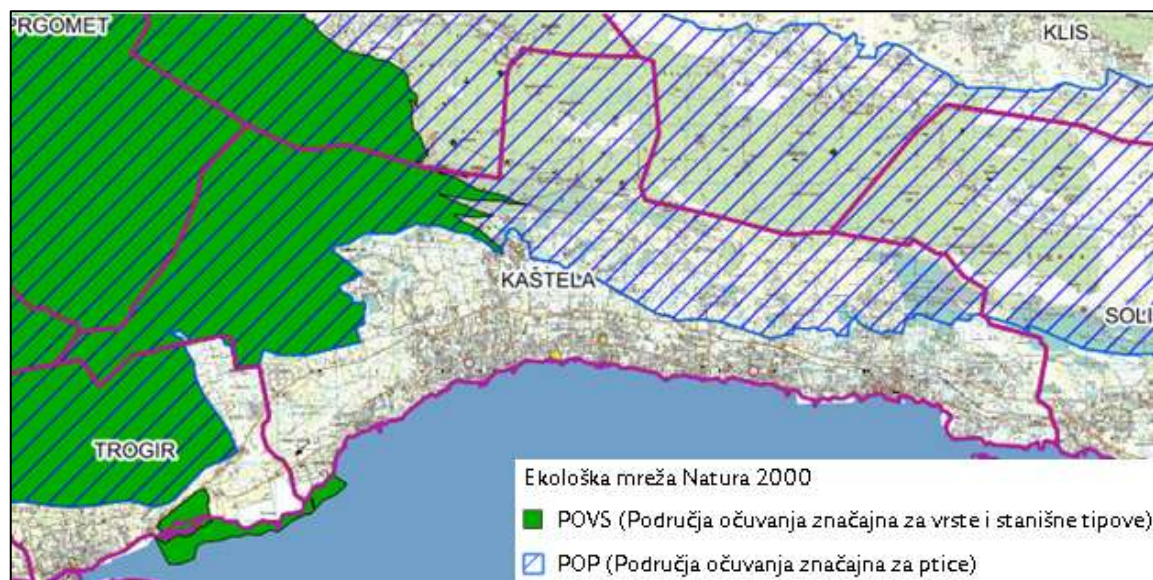 PRGOMET
KLIS
KAŠTELA
SOLI
TROGIR
Ekološka mreža Natura 2000
POVS (Područja očuvanja značajna za vrste i stanišne tipove)
POP (Područja očuvanja značajna za ptice)